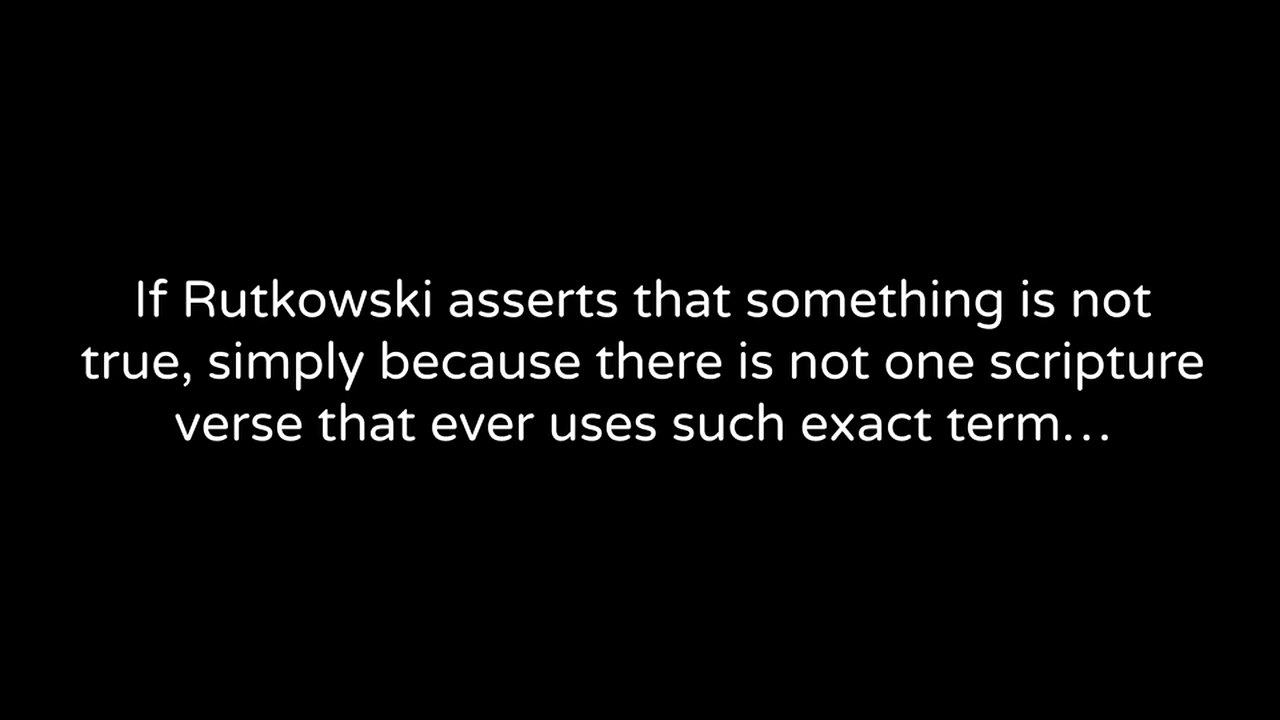 If Rutkowski asserts that something is not
true, simply because there is not one scripture
verse that ever uses such exact term…